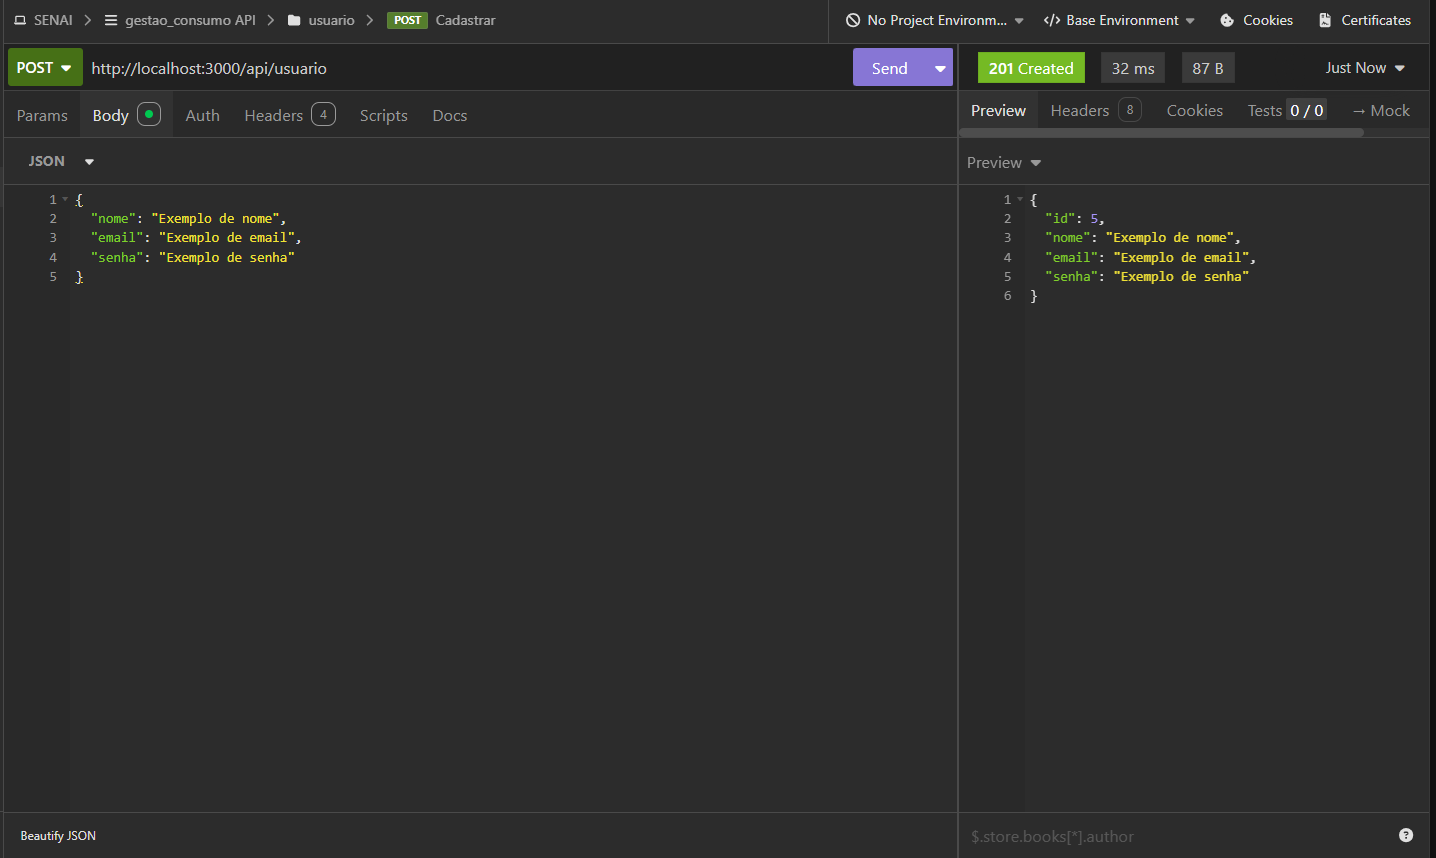 SENAI > gestao_consumo API > usuario > POST Cadastrar
No Project Environm... Base Environment Cookies Certificates
POST http://localhost:3000/api/usuario Send
201 Created 32 ms 87 B Just Now
Params Body Auth Headers 4 Scripts Docs
Preview Headers 8 Cookies Tests 0 / 0 → Mock
JSON
Preview
1 {
2 "nome": "Exemplo de nome",
3 "email": "Exemplo de email",
4 "senha": "Exemplo de senha"
5 }
1 {
2 "id": 5,
3 "nome": "Exemplo de nome",
4 "email": "Exemplo de email",
5 "senha": "Exemplo de senha"
6 }
Beautify JSON
$.store.books[*].author